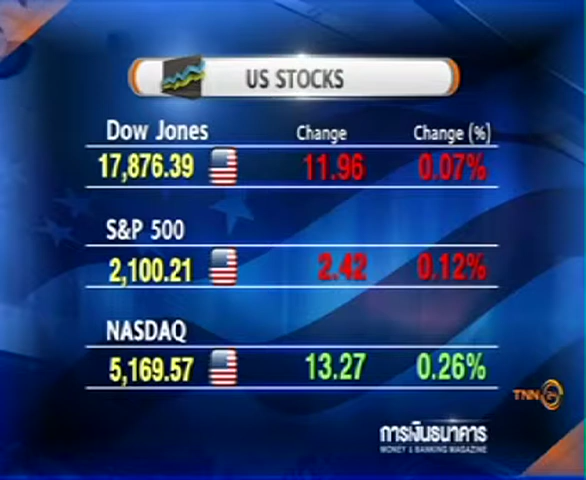 US STOCKS
Dow Jones Change Change (%)
17,876.39 11.96 0.07%
S&P 500
2,100.21 2.42 0.12%
NASDAQ
5,169.57 13.27 0.26%
TNN 24
การเงินธนาคาร
MONEY & BANKING MAGAZINE